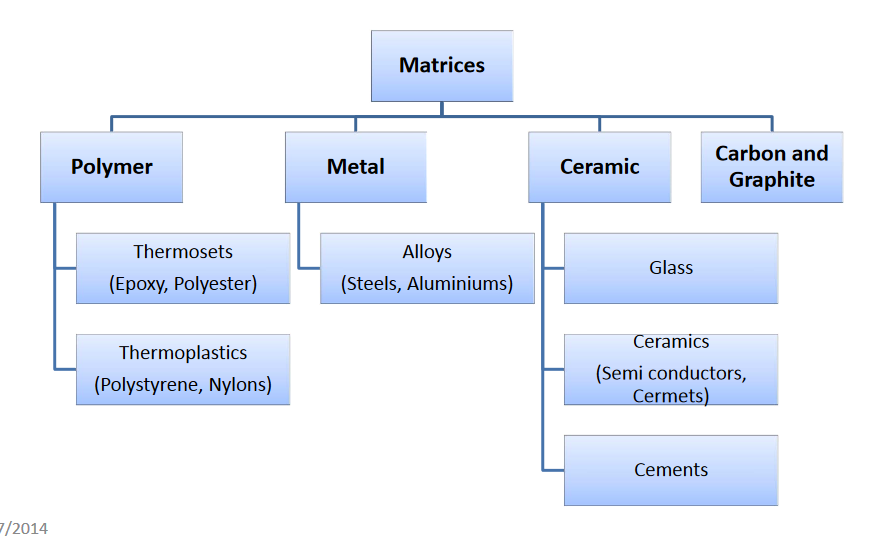 Matrices
Polymer
Metal
Ceramic
Carbon and
Graphite
Thermosets
(Epoxy, Polyester)
Alloys
(Steels, Aluminiums)
Glass
Thermoplastics
(Polystyrene, Nylons)
Ceramics
(Semi conductors,
Cermets)
Cements
7/2014